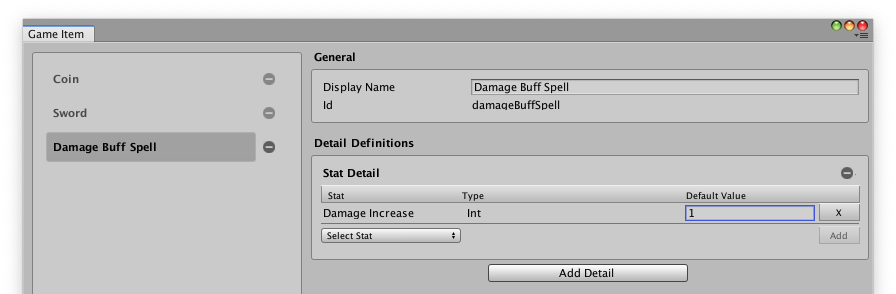 Game Item
Coin
Sword
Damage Buff Spell
General
Display Name Damage Buff Spell
Id damageBuffSpell
Detail Definitions
Stat Detail
Stat Type Default Value
Damage Increase Int 1 X
Select Stat Add
Add Detail